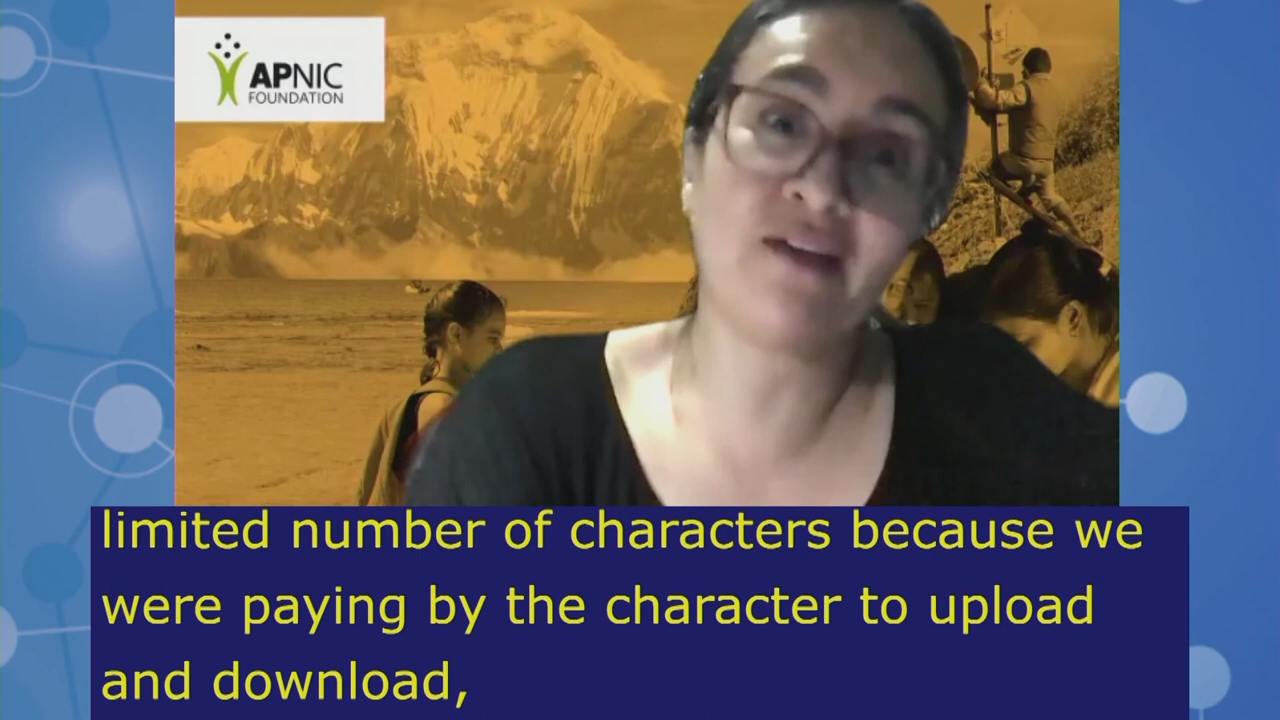 APNIC
FOUNDATION
limited number of characters because we
were paying by the character to upload
and download,